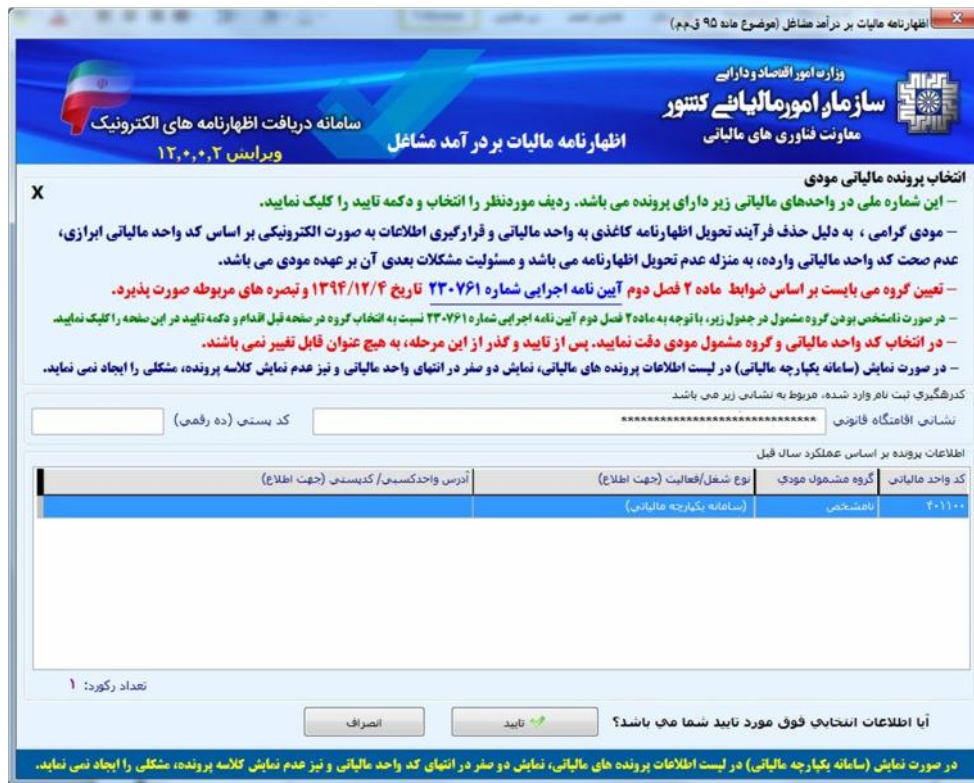 اظهارنامه مالیات بر درآمد مشاغل (موضوع ماده ۹۵ ق.م.م)
وزارت امور اقتصاد و دارایی
سازمان امور مالیاتی کشور
معاونت فناوری های مالیاتی
اظهارنامه مالیات بر در آمد مشاغل
سامانه دریافت اظهارنامه های الکترونیک
ویرایش ۱۲,۰,۰,۲
انتخاب پرونده مالیاتی مودی
X
– این شماره ملی در واحدهای مالیاتی زیر دارای پرونده می باشد. ردیف موردنظر را انتخاب و دکمه تایید را کلیک نمایید.
– مودی گرامی ، به دلیل حذف فرآیند تحویل اظهارنامه کاغذی به واحد مالیاتی و قرارگیری اطلاعات به صورت الکترونیکی بر اساس کد واحد مالیاتی ابرازی،
عدم صحت کد واحد مالیاتی وارده، به منزله عدم تحویل اظهارنامه می باشد و مسئولیت مشکلات بعدی آن بر عهده مودی می باشد.
– تعیین گروه می بایست بر اساس ضوابط ماده ۲ فصل دوم آیین نامه اجرایی شماره ۲۳۰۷۶۱ تاریخ ۱۳۹۴/۱۲/۴ و تبصره های مربوطه صورت پذیرد.
– در صورت نامشخص بودن گروه مشمول در جدول زیر، با توجه به ماده۲ فصل دوم آیین نامه اجرایی شماره ۲۳۰۷۶۱ نسبت به انتخاب گروه در صفحه قبل اقدام و دکمه تایید در این صفحه را کلیک نمایید.
– در انتخاب کد واحد مالیاتی و گروه مشمول مودی دقت نمایید. پس از تایید و گذر از این مرحله، به هیچ عنوان قابل تغییر نمی باشند.
– در صورت نمایش (سامانه یکپارچه مالیاتی) در لیست اطلاعات پرونده های مالیاتی، نمایش دو صفر در انتهای واحد مالیاتی و نیز عدم نمایش کلاسه پرونده، مشکلی را ایجاد نمی نماید.
کدرهگیری ثبت نام وارد شده، مربوط به نشانی زیر می باشد
نشانی اقامتگاه قانونی ****************************** کد پستی (ده رقمی)
اطلاعات پرونده بر اساس عملکرد سال قبل
کد واحد مالیاتی گروه مشمول مودی نوع شغل/فعالیت (جهت اطلاع) آدرس واحدکسبی/ کدپستی (جهت اطلاع)
۴۰۱۱۰۰ نامشخص (سامانه یکپارچه مالیاتی)
تعداد رکورد: ۱
آیا اطلاعات انتخابی فوق مورد تایید شما می باشد؟ تایید انصراف
در صورت نمایش (سامانه یکپارچه مالیاتی) در لیست اطلاعات پرونده های مالیاتی، نمایش دو صفر در انتهای کد واحد مالیاتی و نیز عدم نمایش کلاسه پرونده، مشکلی را ایجاد نمی نماید.